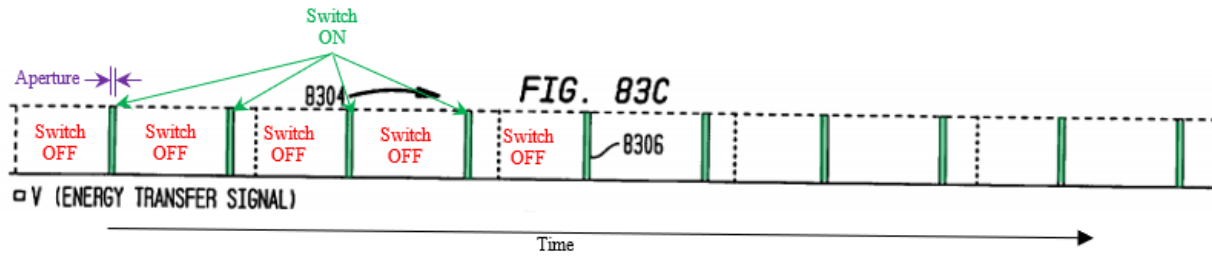 Switch
ON
Aperture
8304
FIG. 83C
Switch
OFF
Switch
OFF
Switch
OFF
Switch
OFF
Switch
OFF
8306
□ V (ENERGY TRANSFER SIGNAL)
Time